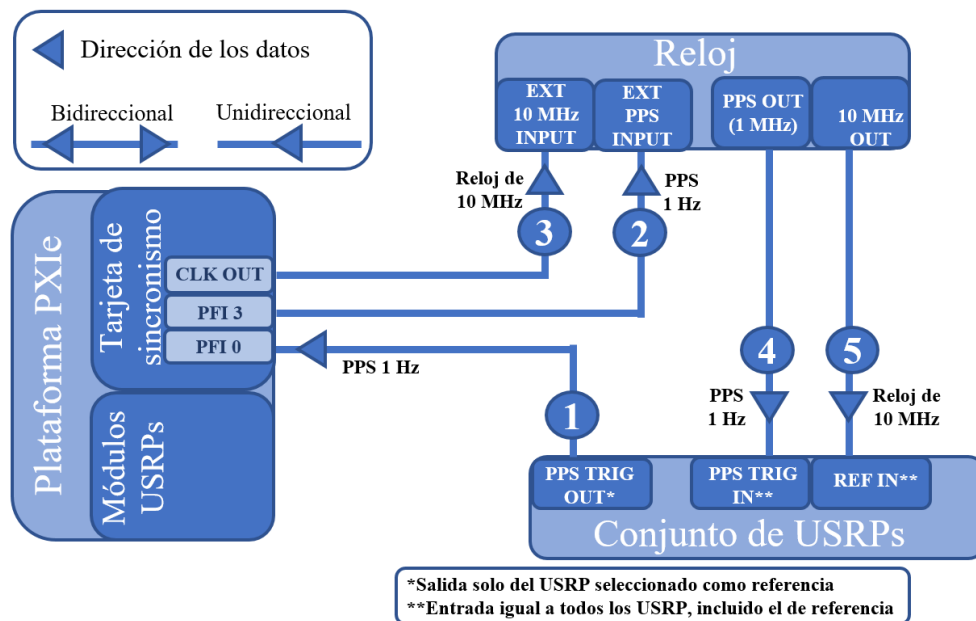 Dirección de los datos
Bidireccional
Unidireccional
Reloj
EXT
10 MHz
INPUT
EXT
PPS
INPUT
PPS OUT
(1 MHz)
10 MHz
OUT
Reloj de
10 MHz
PPS
1 Hz
3
2
Plataforma PXIe
Tarjeta de
sincronismo
CLK OUT
PFI 3
PFI 0
PPS 1 Hz
Módulos
USRPs
1
4
5
PPS
1 Hz
Reloj de
10 MHz
PPS TRIG
OUT*
PPS TRIG
IN**
REF IN**
Conjunto de USRPs
*Salida solo del USRP seleccionado como referencia
**Entrada igual a todos los USRP, incluido el de referencia